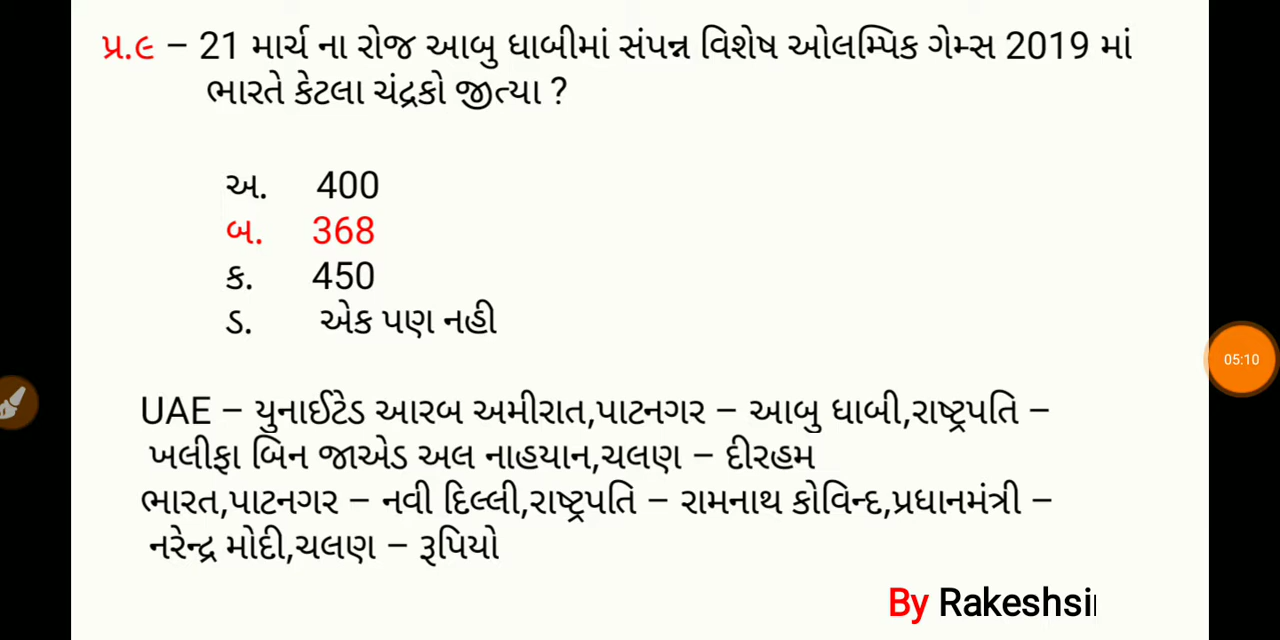 પ્ર.૯ – 21 માર્ચ ના રોજ આબુ ધાબીમાં સંપન્ન વિશેષ ઓલમ્પિક ગેમ્સ 2019 માં
ભારતે કેટલા ચંદ્રકો જીત્યા ?
અ. 400
બ. 368
ક. 450
ડ. એક પણ નહી
UAE – યુનાઈટેડ આરબ અમીરાત,પાટનગર – આબુ ધાબી,રાષ્ટ્રપતિ –
ખલીફા બિન જાએડ અલ નાહયાન,ચલણ – દીરહમ
ભારત,પાટનગર – નવી દિલ્લી,રાષ્ટ્રપતિ – રામનાથ કોવિન્દ,પ્રધાનમંત્રી –
નરેન્દ્ર મોદી,ચલણ – રૂપિયો
05:10
By Rakeshsi